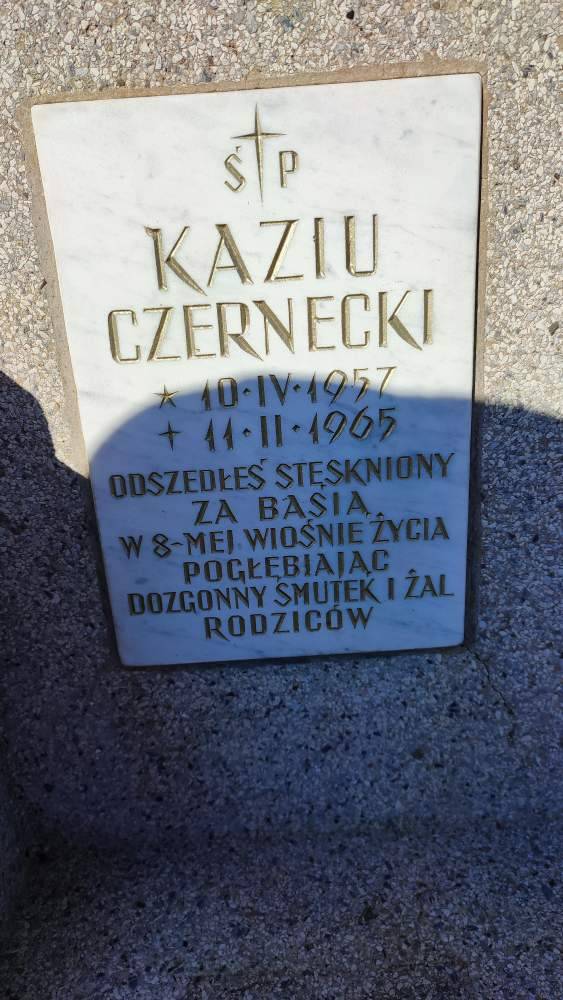 Ś P
KAZIU
CZERNECKI
10·IV·1957
11·II·1965
ODSZEDŁEŚ STĘSKNIONY
ZA BASIĄ
W 8-MEJ WIOŚNIE ŻYCIA
POGŁĘBIAJĄC
DOZGONNY SMUTEK I ŻAL
RODZICÓW